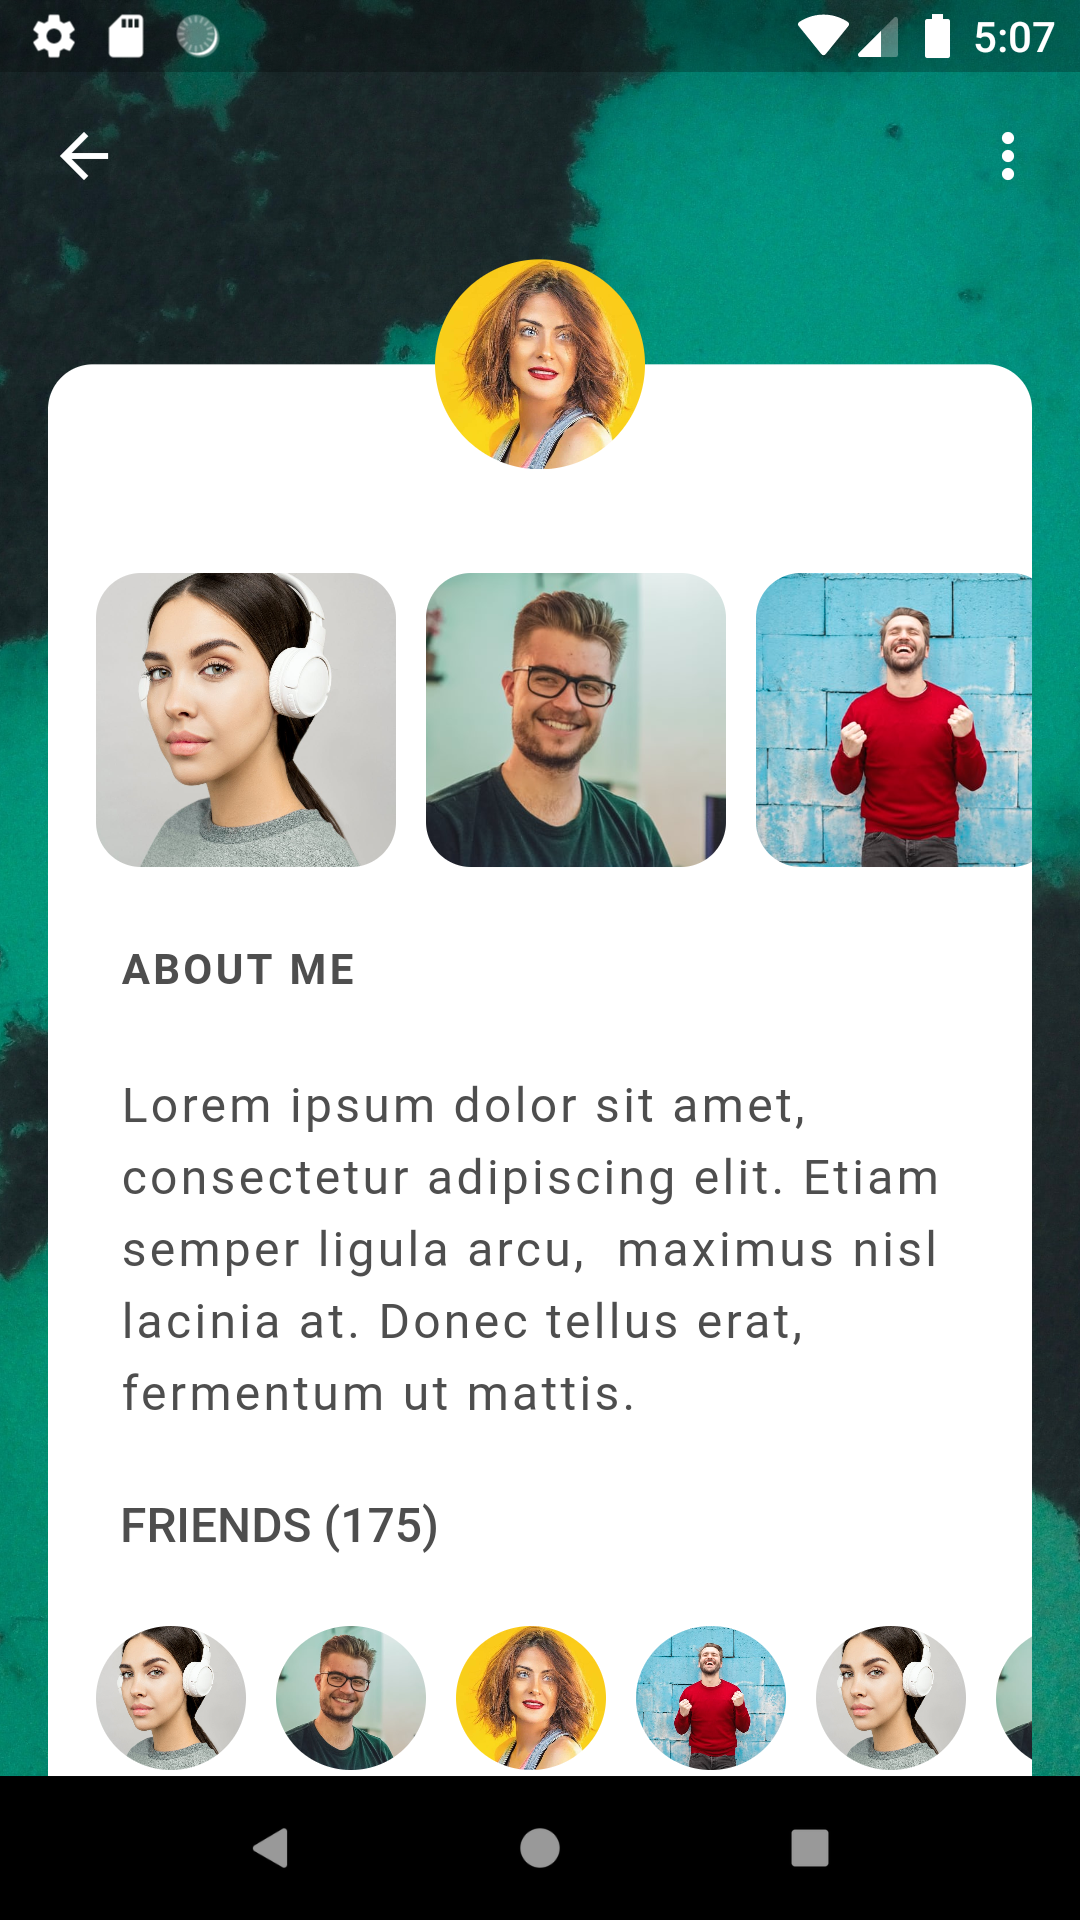 5:07
ABOUT ME
Lorem ipsum dolor sit amet,
consectetur adipiscing elit. Etiam
semper ligula arcu,  maximus nisl
lacinia at. Donec tellus erat,
fermentum ut mattis.
FRIENDS (175)